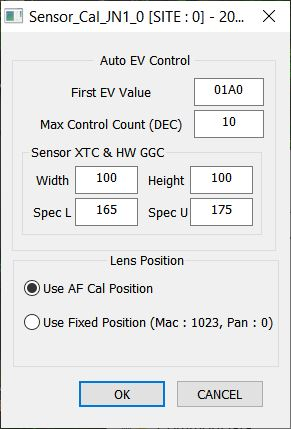 Sensor_Cal_JN1_0 [SITE : 0] - 20...
Auto EV Control
First EV Value 01A0
Max Control Count (DEC) 10
Sensor XTC & HW GGC
Width 100 Height 100
Spec L 165 Spec U 175
Lens Position
Use AF Cal Position
Use Fixed Position (Mac : 1023, Pan : 0)
OK CANCEL